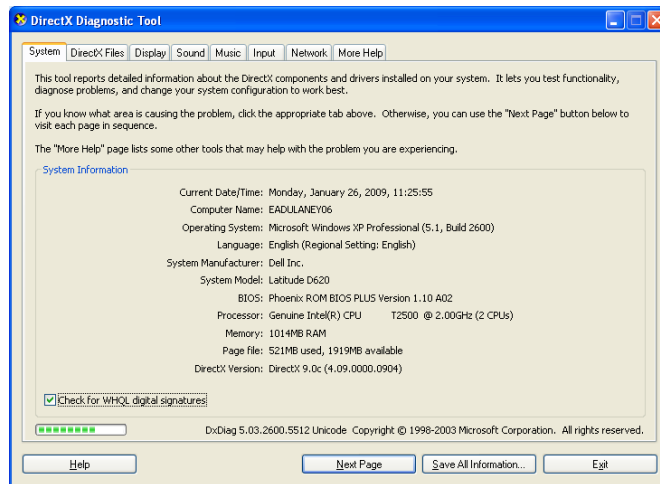 DirectX Diagnostic Tool
System DirectX Files Display Sound Music Input Network More Help
This tool reports detailed information about the DirectX components and drivers installed on your system. It lets you test functionality,
diagnose problems, and change your system configuration to work best.
If you know what area is causing the problem, click the appropriate tab above. Otherwise, you can use the "Next Page" button below to
visit each page in sequence.
The "More Help" page lists some other tools that may help with the problem you are experiencing.
System Information
Current Date/Time: Monday, January 26, 2009, 11:25:55
Computer Name: EADULANEY06
Operating System: Microsoft Windows XP Professional (5.1, Build 2600)
Language: English (Regional Setting: English)
System Manufacturer: Dell Inc.
System Model: Latitude D620
BIOS: Phoenix ROM BIOS PLUS Version 1.10 A02
Processor: Genuine Intel(R) CPU T2500 @ 2.00GHz (2 CPUs)
Memory: 1014MB RAM
Page file: 521MB used, 1919MB available
DirectX Version: DirectX 9.0c (4.09.0000.0904)
Check for WHQL digital signatures
DxDiag 5.03.2600.5512 Unicode Copyright © 1998-2003 Microsoft Corporation. All rights reserved.
Help Next Page Save All Information... Exit